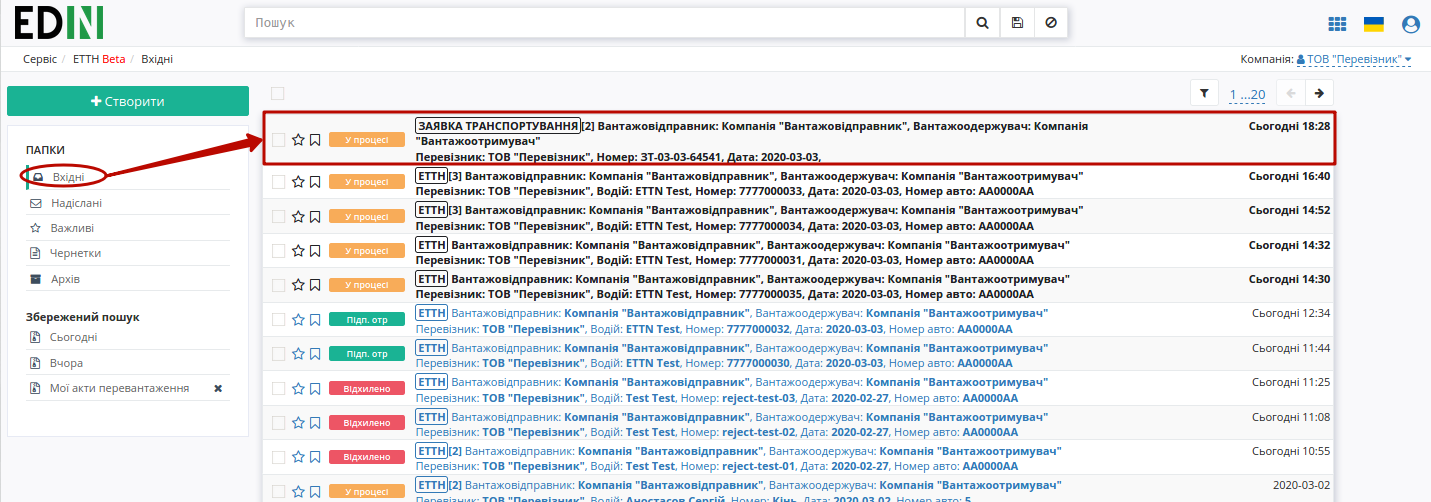 EDIN
Пошук
Сервіс / ЕТТН Beta / Вхідні
Компанія: ТОВ "Перевізник"
Створити
1 ...20
ПАПКИ
Вхідні
Надіслані
Важливі
Чернетки
Архів
Збережений пошук
Сьогодні
Вчора
Мої акти перевантаження
У процесі ЗАЯВКА ТРАНСПОРТУВАННЯ [2] Вантажовідправник: Компанія "Вантажовідправник", Вантажоодержувач: Компанія Сьогодні 18:28
"Вантажоотримувач"
Перевізник: ТОВ "Перевізник", Номер: ЗТ-03-03-64541, Дата: 2020-03-03,
У процесі ЕТТН [3] Вантажовідправник: Компанія "Вантажовідправник", Вантажоодержувач: Компанія "Вантажоотримувач" Сьогодні 16:40
Перевізник: ТОВ "Перевізник", Водій: ETTN Test, Номер: 7777000033, Дата: 2020-03-03, Номер авто: AA0000AA
У процесі ЕТТН [3] Вантажовідправник: Компанія "Вантажовідправник", Вантажоодержувач: Компанія "Вантажоотримувач" Сьогодні 14:52
Перевізник: ТОВ "Перевізник", Водій: ETTN Test, Номер: 7777000034, Дата: 2020-03-03, Номер авто: AA0000AA
У процесі ЕТТН Вантажовідправник: Компанія "Вантажовідправник", Вантажоодержувач: Компанія "Вантажоотримувач" Сьогодні 14:32
Перевізник: ТОВ "Перевізник", Водій: ETTN Test, Номер: 7777000031, Дата: 2020-03-03, Номер авто: AA0000AA
У процесі ЕТТН Вантажовідправник: Компанія "Вантажовідправник", Вантажоодержувач: Компанія "Вантажоотримувач" Сьогодні 14:30
Перевізник: ТОВ "Перевізник", Водій: ETTN Test, Номер: 7777000035, Дата: 2020-03-03, Номер авто: AA0000AA
Підп. отр ЕТТН Вантажовідправник: Компанія "Вантажовідправник", Вантажоодержувач: Компанія "Вантажоотримувач" Сьогодні 12:34
Перевізник: ТОВ "Перевізник", Водій: ETTN Test, Номер: 7777000032, Дата: 2020-03-03, Номер авто: AA0000AA
Підп. отр ЕТТН Вантажовідправник: Компанія "Вантажовідправник", Вантажоодержувач: Компанія "Вантажоотримувач" Сьогодні 11:44
Перевізник: ТОВ "Перевізник", Водій: ETTN Test, Номер: 7777000030, Дата: 2020-03-03, Номер авто: AA0000AA
Відхилено ЕТТН Вантажовідправник: Компанія "Вантажовідправник", Вантажоодержувач: Компанія "Вантажоотримувач" Сьогодні 11:25
Перевізник: ТОВ "Перевізник", Водій: Test Test, Номер: reject-test-03, Дата: 2020-02-27, Номер авто: AA0000AA
Відхилено ЕТТН Вантажовідправник: Компанія "Вантажовідправник", Вантажоодержувач: Компанія "Вантажоотримувач" Сьогодні 11:08
Перевізник: ТОВ "Перевізник", Водій: Test Test, Номер: reject-test-02, Дата: 2020-02-27, Номер авто: AA0000AA
Відхилено ЕТТН [2] Вантажовідправник: Компанія "Вантажовідправник", Вантажоодержувач: Компанія "Вантажоотримувач" Сьогодні 10:55
Перевізник: ТОВ "Перевізник", Водій: Test Test, Номер: reject-test-01, Дата: 2020-02-27, Номер авто: AA0000AA
У процесі ЕТТН [2] Вантажовідправник: Компанія "Вантажовідправник", Вантажоодержувач: Компанія "Вантажоотримувач" 2020-03-02
Перевізник: ТОВ "Перевізник", Водій: Аностасов Сергій, Номер: Кінь, Дата: 2020-03-02, Номер авто: 5